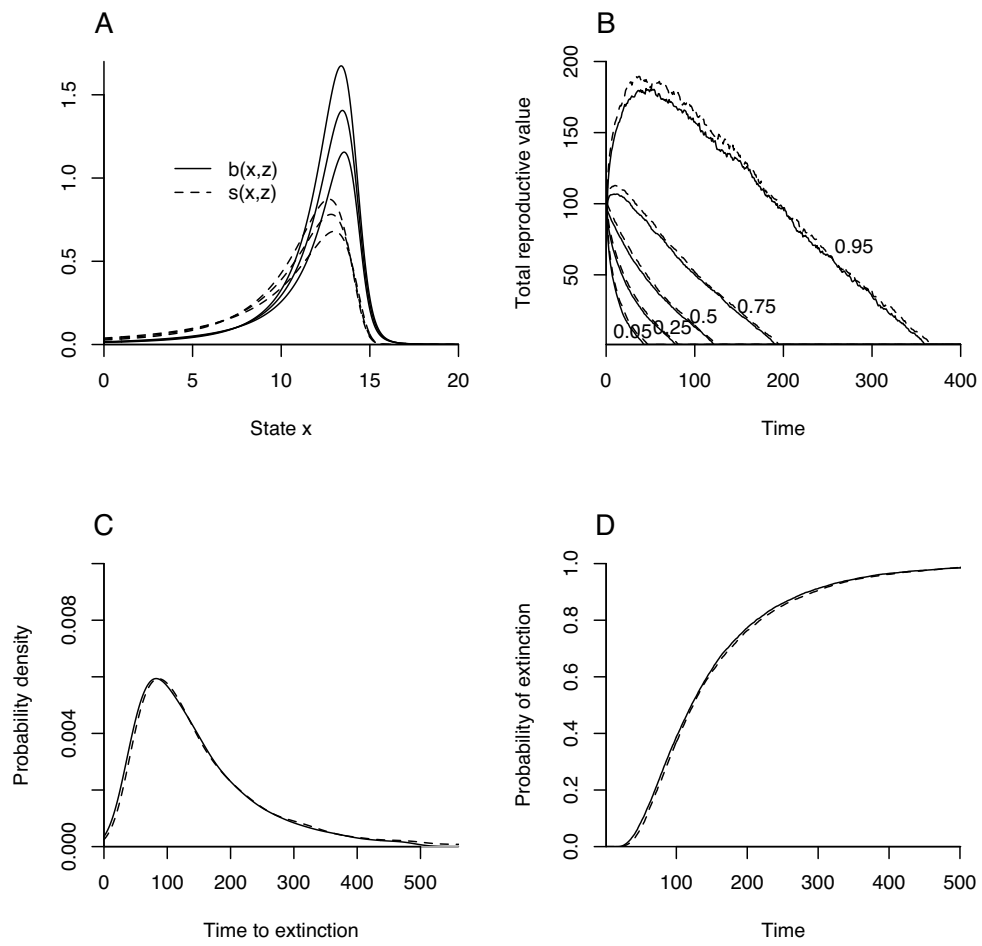 A
0.0 0.5 1.0 1.5
b(x,z)
s(x,z)
0 5 10 15 20
State x
B
Total reproductive value
50 100 150 200
0.95
0.75
0.5
0.25
0.05
0 100 200 300 400
Time
C
Probability density
0.000 0.004 0.008
0 100 200 300 400 500
Time to extinction
D
Probability of extinction
0.0 0.2 0.4 0.6 0.8 1.0
100 200 300 400 500
Time